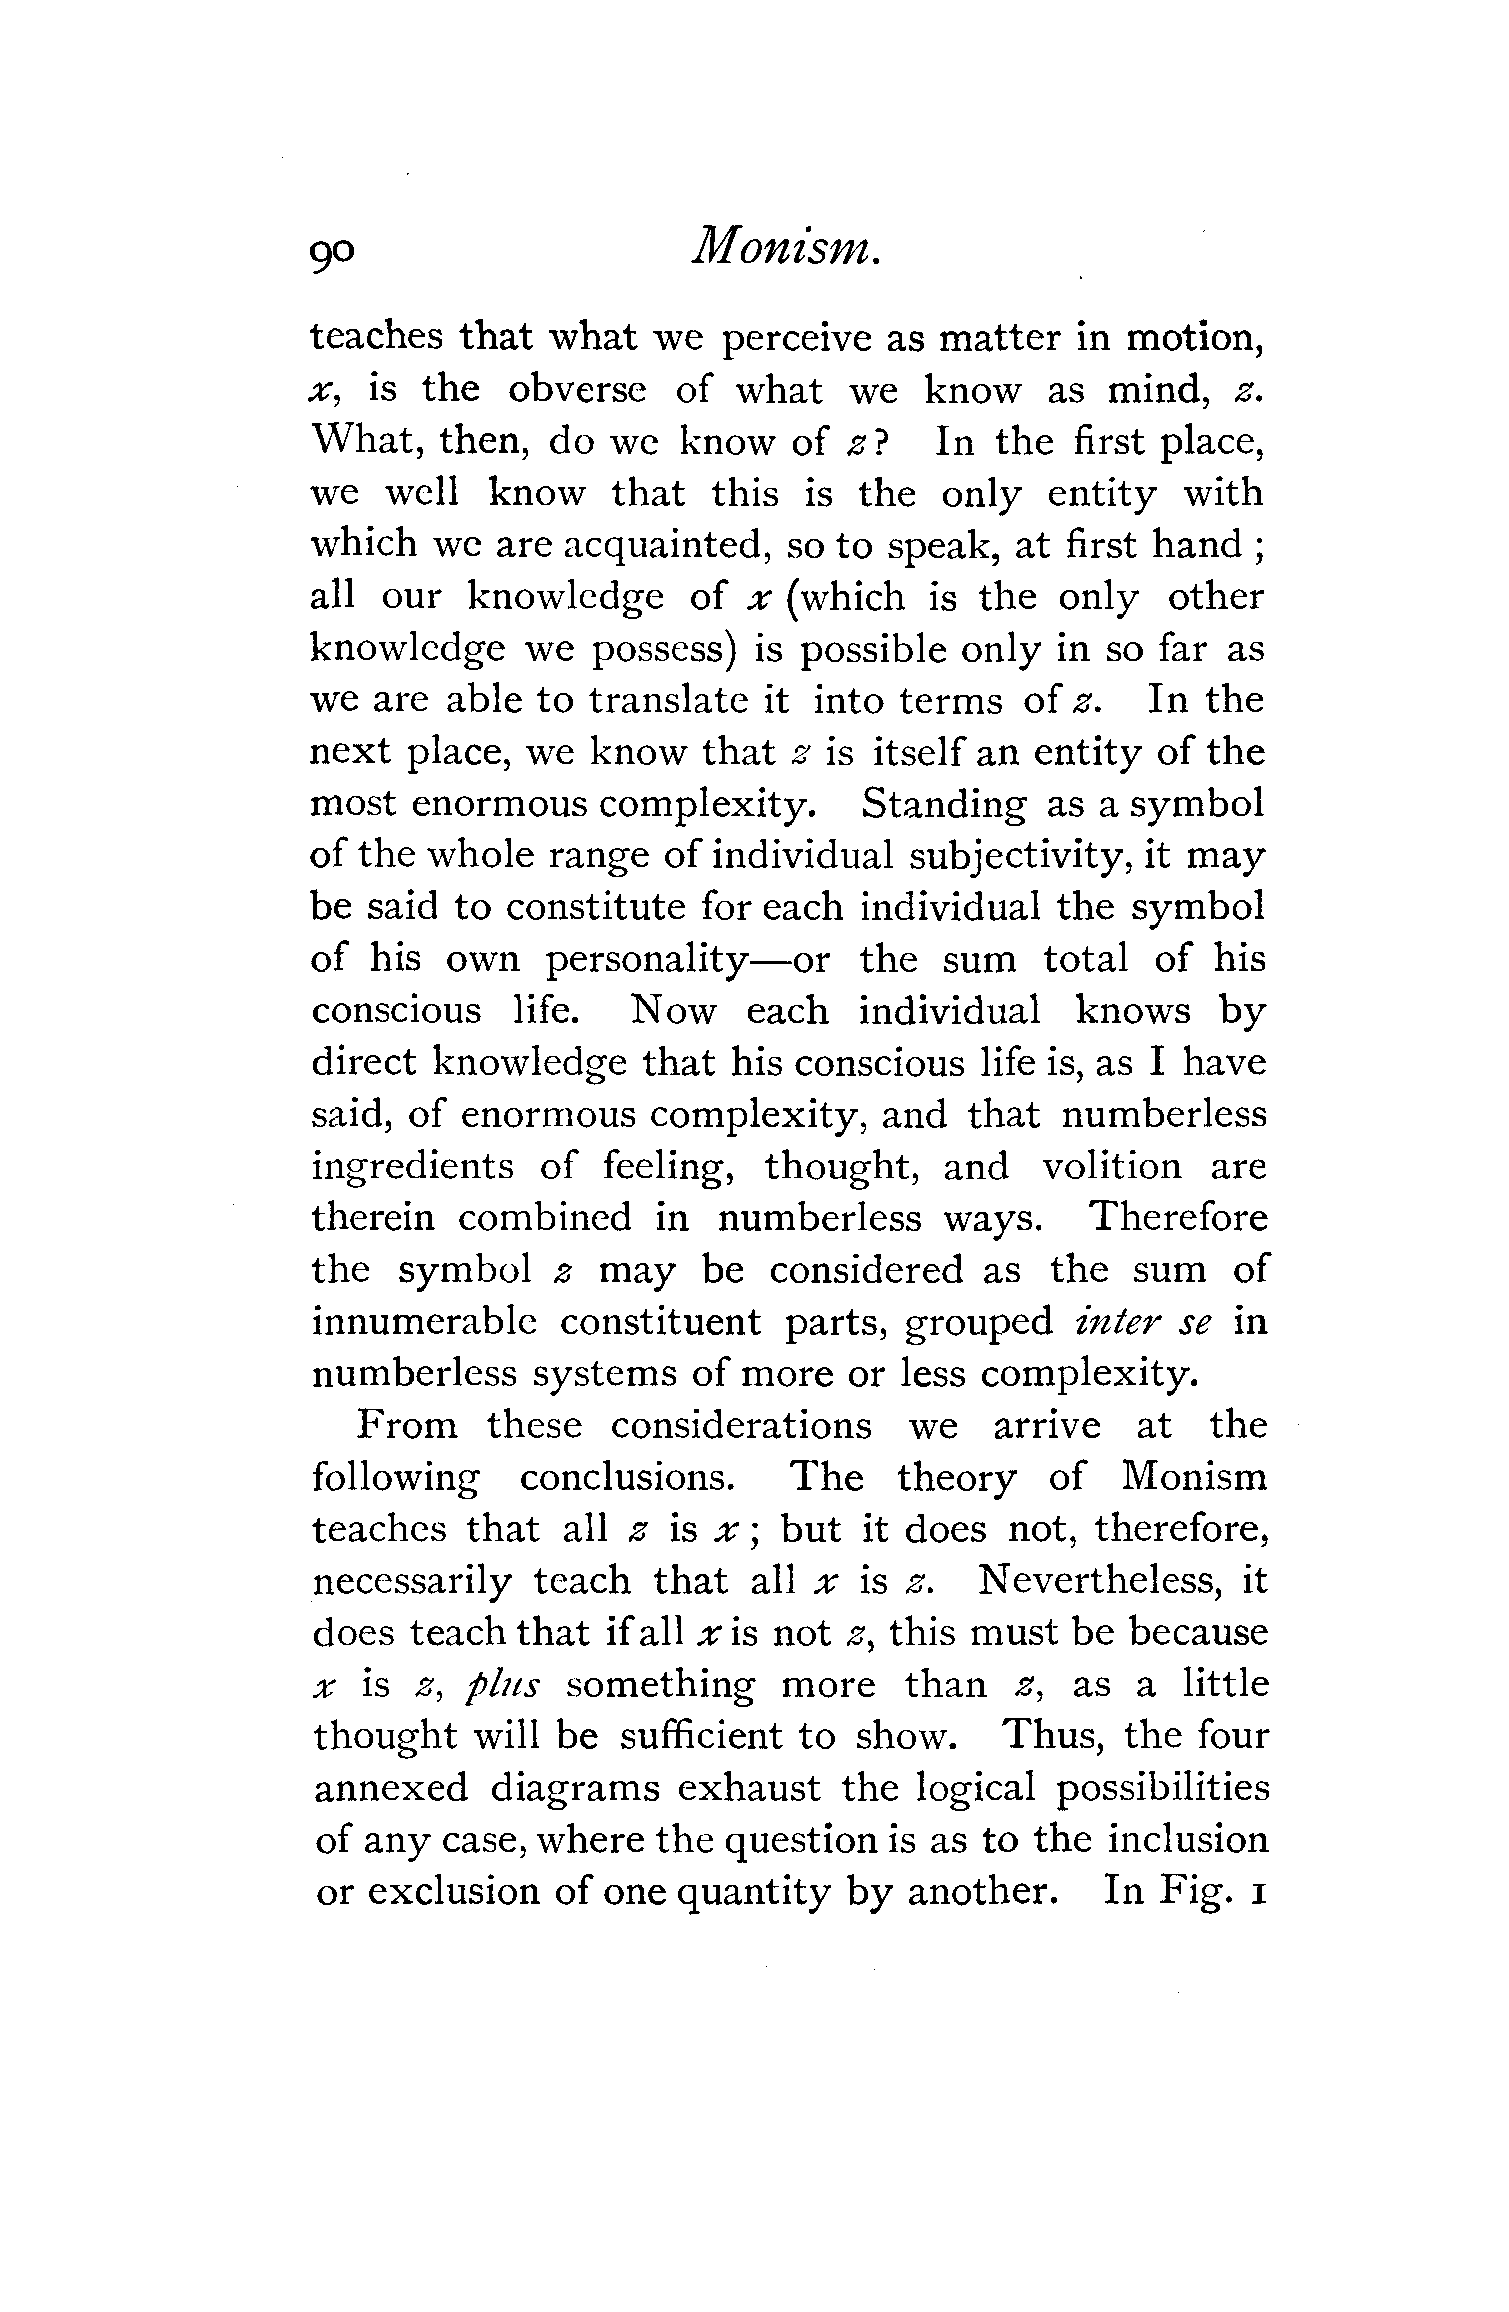 90 Monism.
teaches that what we perceive as matter in motion,
x, is the obverse of what we know as mind, z.
What, then, do we know of z? In the first place,
we well know that this is the only entity with
which we are acquainted, so to speak, at first hand ;
all our knowledge of x (which is the only other
knowledge we possess) is possible only in so far as
we are able to translate it into terms of z. In the
next place, we know that z is itself an entity of the
most enormous complexity. Standing as a symbol
of the whole range of individual subjectivity, it may
be said to constitute for each individual the symbol
of his own personality—or the sum total of his
conscious life. Now each individual knows by
direct knowledge that his conscious life is, as I have
said, of enormous complexity, and that numberless
ingredients of feeling, thought, and volition are
therein combined in numberless ways. Therefore
the symbol z may be considered as the sum of
innumerable constituent parts, grouped inter se in
numberless systems of more or less complexity.
From these considerations we arrive at the
following conclusions. The theory of Monism
teaches that all z is x ; but it does not, therefore,
necessarily teach that all x is z. Nevertheless, it
does teach that if all x is not z, this must be because
x is z, plus something more than z, as a little
thought will be sufficient to show. Thus, the four
annexed diagrams exhaust the logical possibilities
of any case, where the question is as to the inclusion
or exclusion of one quantity by another. In Fig. 1